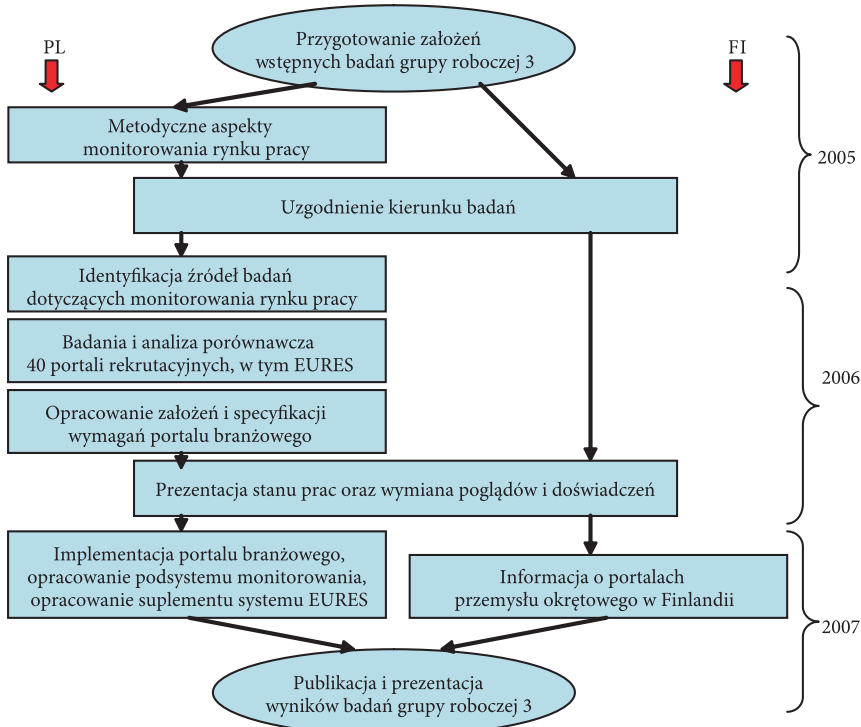 PL
Przygotowanie założeń
wstępnych badań grupy roboczej 3
FI
Metodyczne aspekty
monitorowania rynku pracy
2005
Uzgodnienie kierunku badań
Identyfikacja źródeł badań
dotyczących monitorowania rynku pracy
Badania i analiza porównawcza
40 portali rekrutacyjnych, w tym EURES
2006
Opracowanie założeń i specyfikacji
wymagań portalu branżowego
Prezentacja stanu prac oraz wymiana poglądów i doświadczeń
Implementacja portalu branżowego,
opracowanie podsystemu monitorowania,
opracowanie suplementu systemu EURES
Informacja o portalach
przemysłu okrętowego w Finlandii
2007
Publikacja i prezentacja
wyników badań grupy roboczej 3